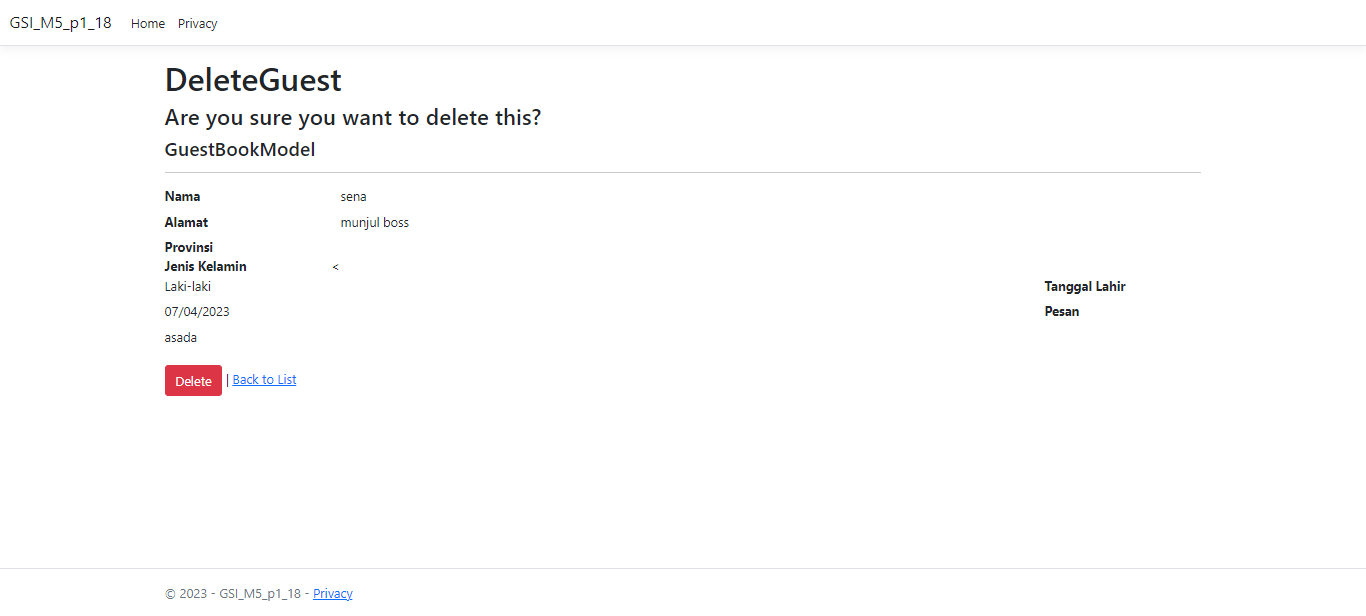 GSI_M5_p1_18 Home Privacy
DeleteGuest
Are you sure you want to delete this?
GuestBookModel
Nama sena
Alamat munjul boss
Provinsi
Jenis Kelamin <
Laki-laki Tanggal Lahir
07/04/2023 Pesan
asada
Delete | Back to List
© 2023 - GSI_M5_p1_18 - Privacy